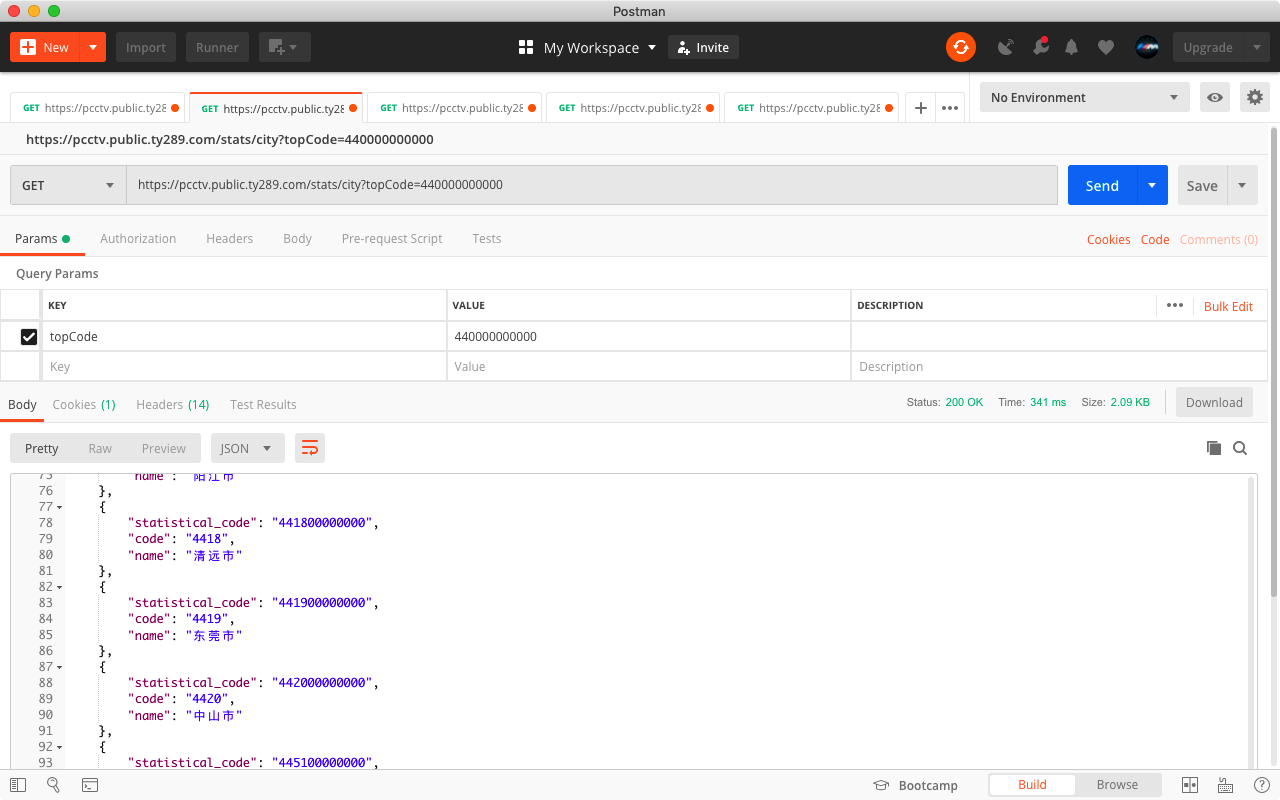 Postman
New Import Runner My Workspace Invite Upgrade
GET https://pcctv.public.ty28 GET https://pcctv.public.ty28 GET https://pcctv.public.ty28 GET https://pcctv.public.ty28 GET https://pcctv.public.ty28 No Environment
https://pcctv.public.ty289.com/stats/city?topCode=440000000000
GET https://pcctv.public.ty289.com/stats/city?topCode=440000000000 Send Save
Params Authorization Headers Body Pre-request Script Tests Cookies Code Comments (0)
Query Params
KEY VALUE DESCRIPTION Bulk Edit
topCode 440000000000
Key Value Description
Body Cookies (1) Headers (14) Test Results Status: 200 OK Time: 341 ms Size: 2.09 KB Download
Pretty Raw Preview JSON
75 "name": "阳江市"
76 },
77 {
78 "statistical_code": "441800000000",
79 "code": "4418",
80 "name": "清远市"
81 },
82 {
83 "statistical_code": "441900000000",
84 "code": "4419",
85 "name": "东莞市"
86 },
87 {
88 "statistical_code": "442000000000",
89 "code": "4420",
90 "name": "中山市"
91 },
92 {
93 "statistical_code": "445100000000",
Bootcamp Build Browse